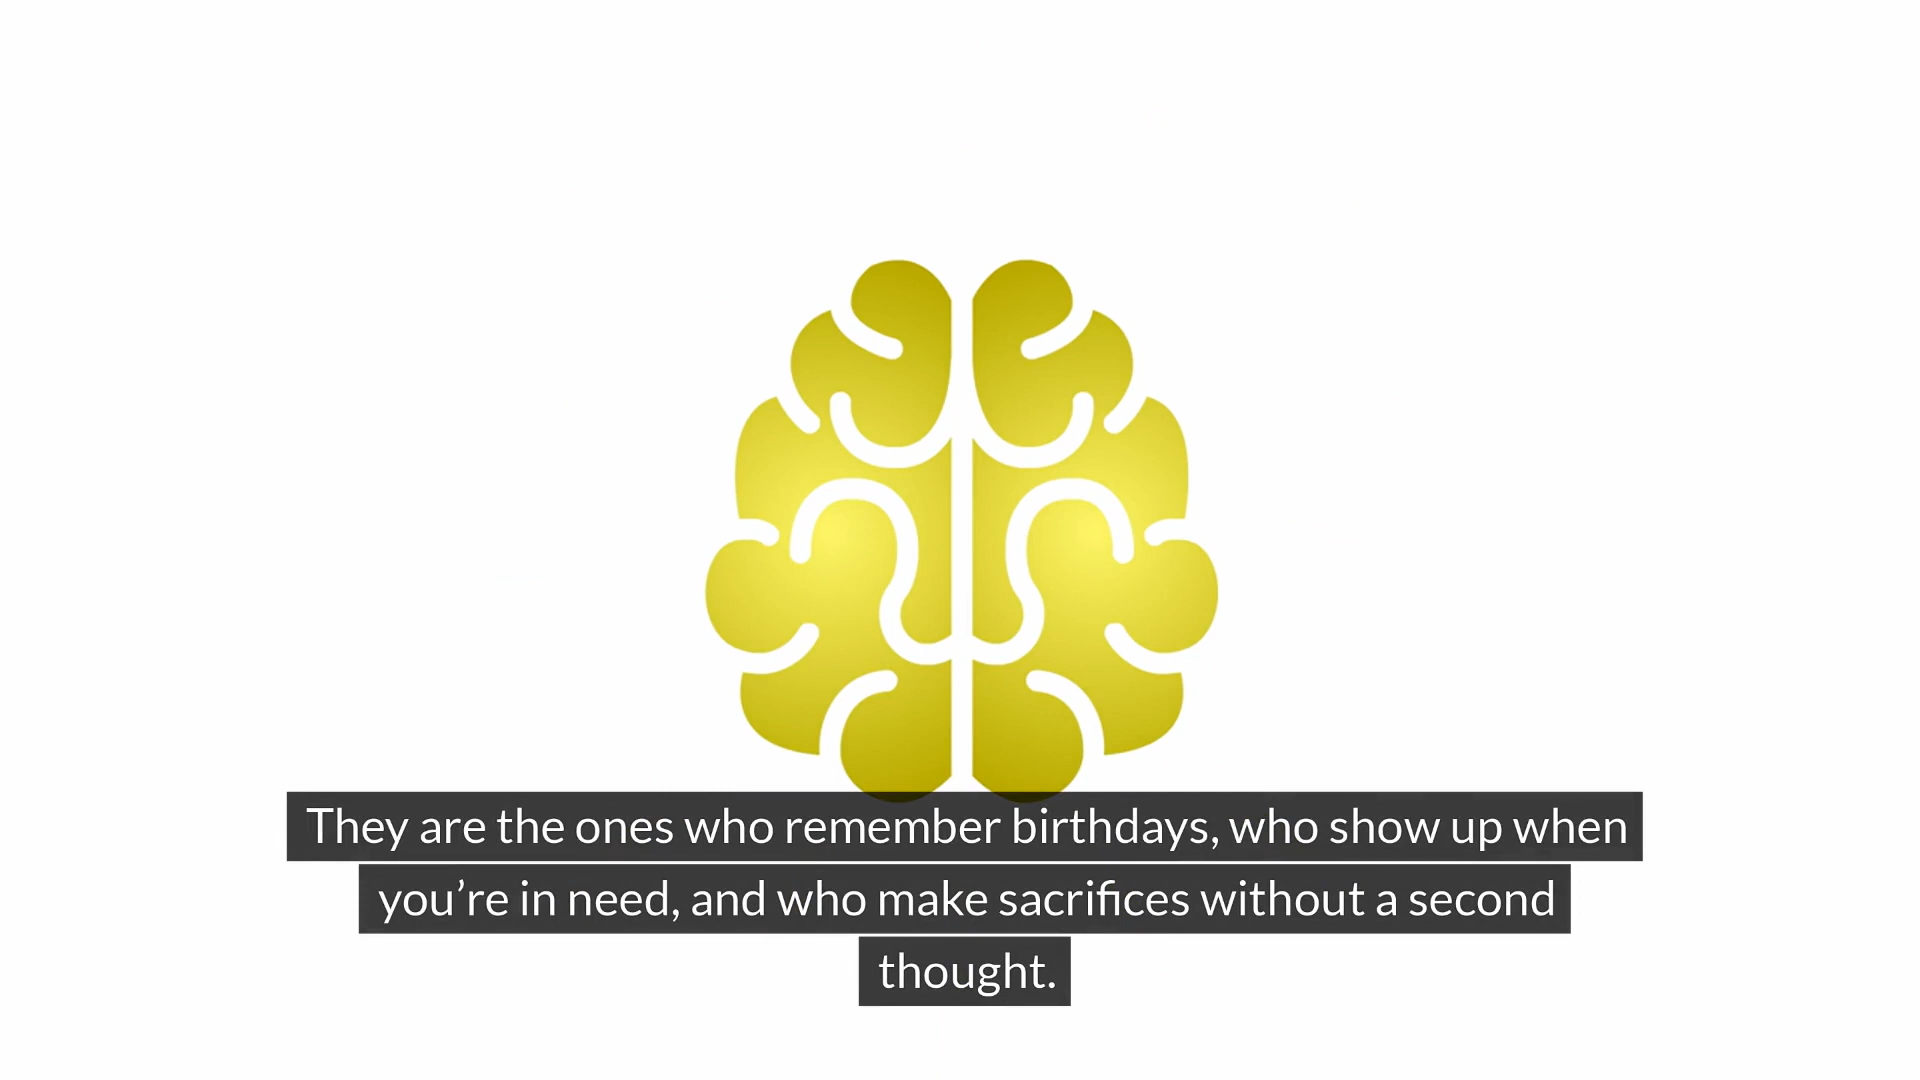 They are the ones who remember birthdays, who show up when
you’re in need, and who make sacrifices without a second
thought.